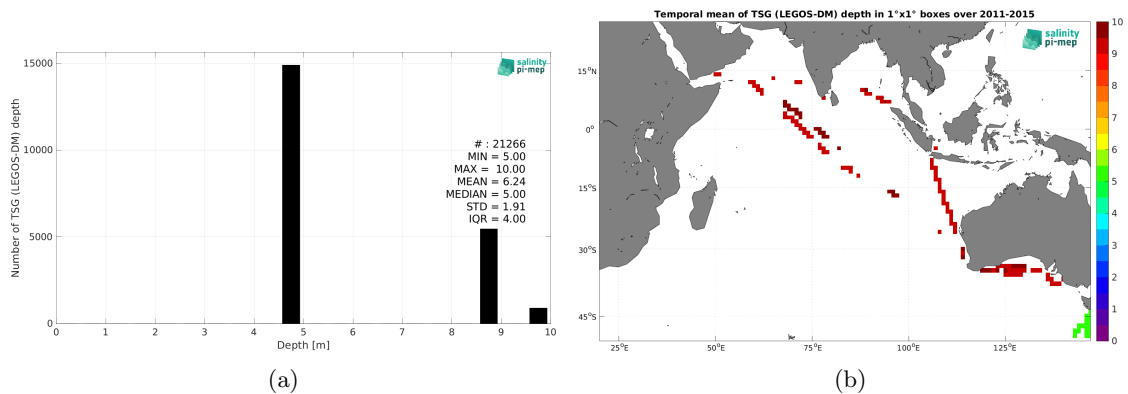 Temporal mean of TSG (LEGOS-DM) depth in 1°x1° boxes over 2011-2015
salinity
pi-mep
15000
10000
5000
0
Number of TSG (LEGOS-DM) depth
# : 21266
MIN = 5.00
MAX = 10.00
MEAN = 6.24
MEDIAN = 5.00
STD = 1.91
IQR = 4.00
0 1 2 3 4 5 6 7 8 9 10
Depth [m]
(a)
salinity
pi-mep
15°N
0°
15°S
30°S
45°S
25°E 50°E 75°E 100°E 125°E
10
9
8
7
6
5
4
3
2
1
0
(b)